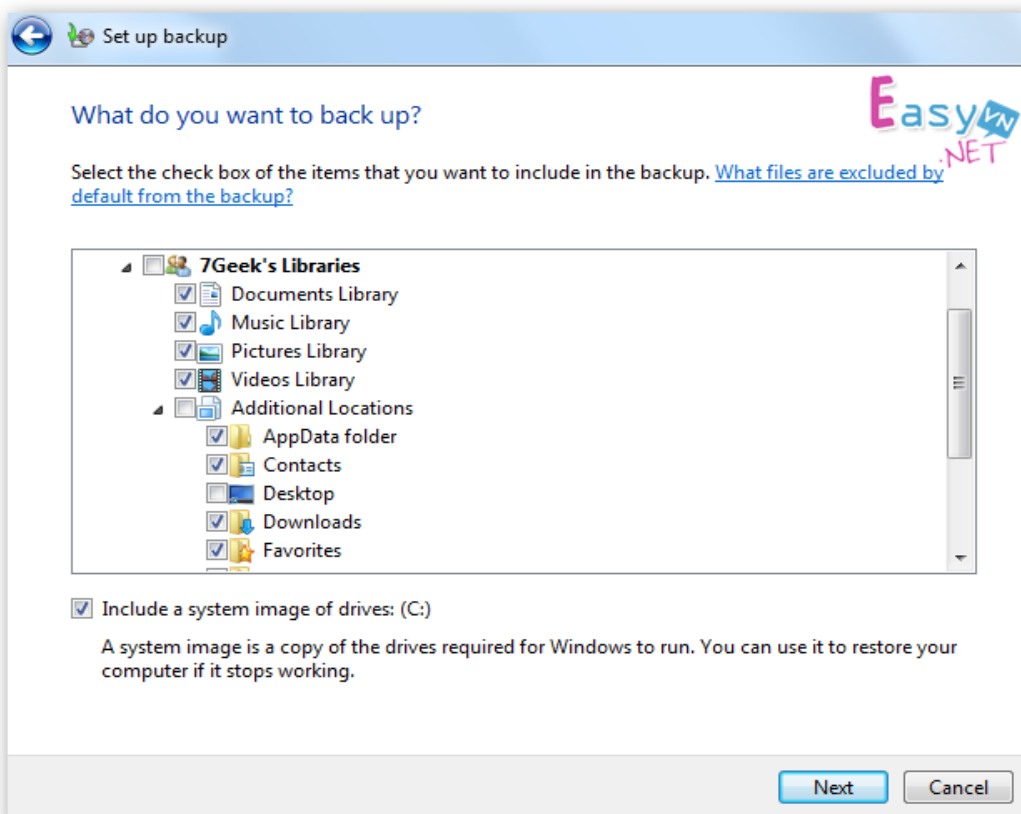 Set up backup
What do you want to back up?
Easy VN
.NET
Select the check box of the items that you want to include in the backup. What files are excluded by
default from the backup?
7Geek's Libraries
Documents Library
Music Library
Pictures Library
Videos Library
Additional Locations
AppData folder
Contacts
Desktop
Downloads
Favorites
Include a system image of drives: (C:)
A system image is a copy of the drives required for Windows to run. You can use it to restore your
computer if it stops working.
Next Cancel